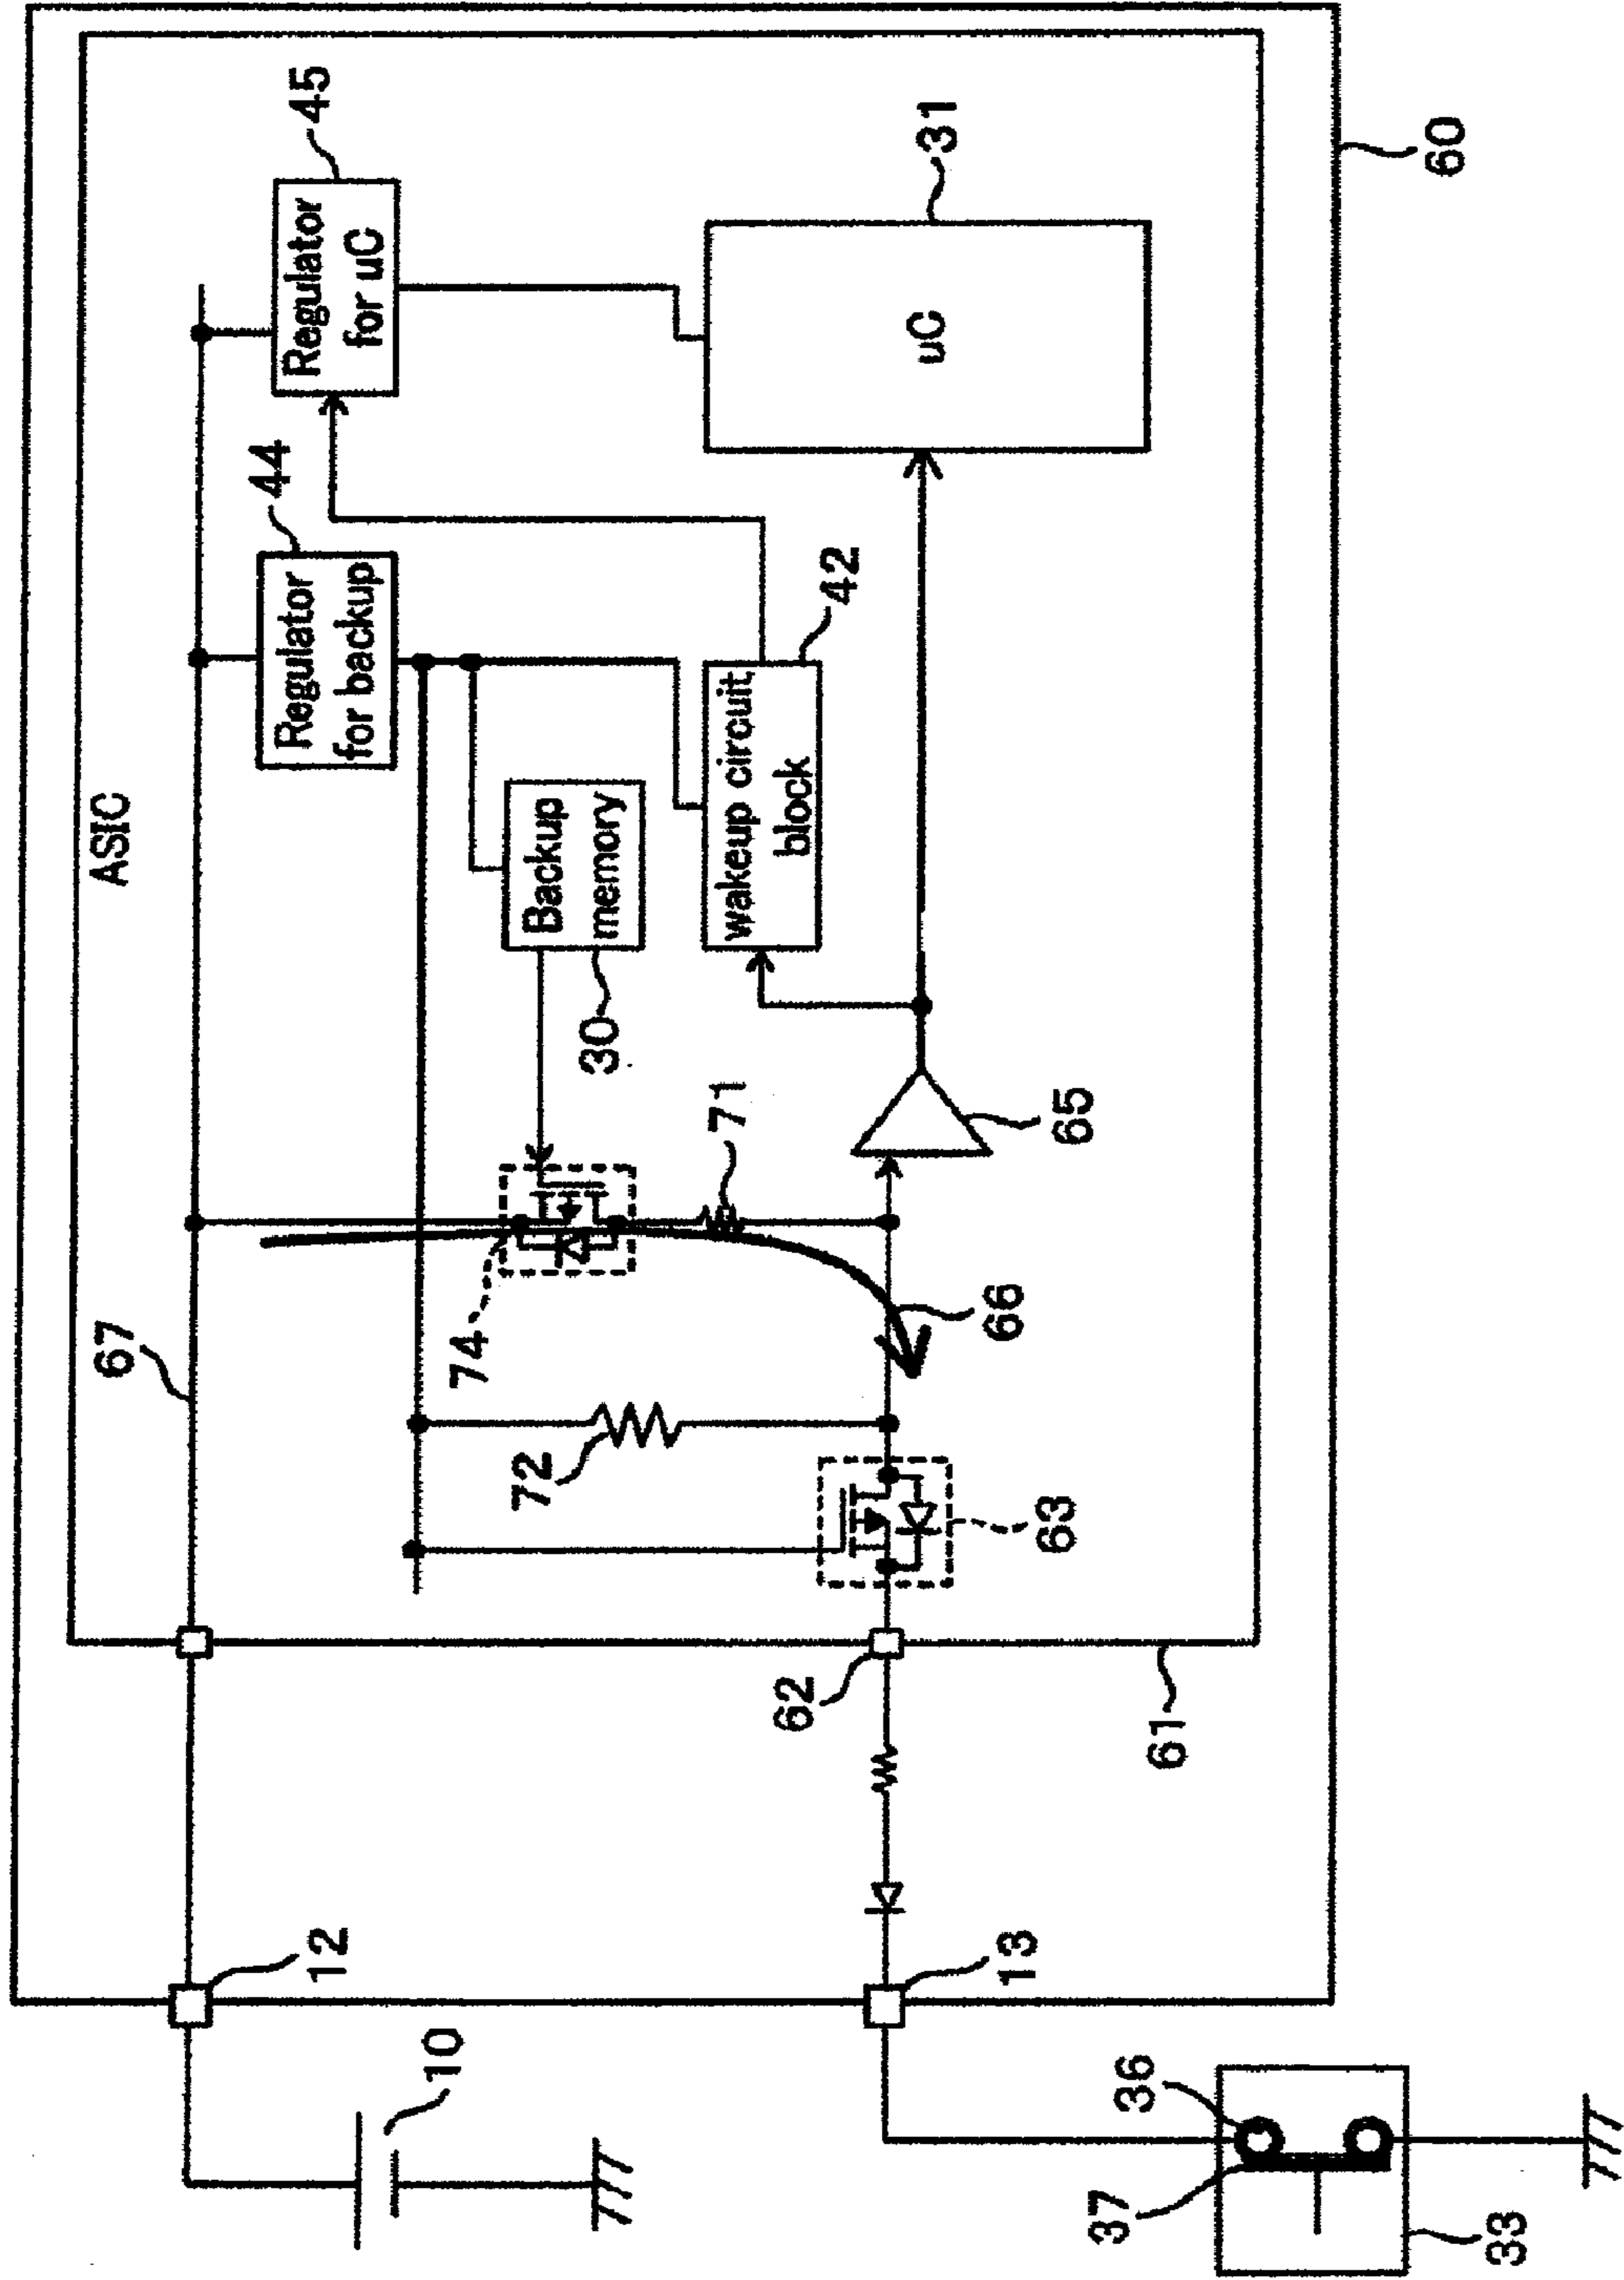 ASIC
67
74
44
Regulator
for backup
45
Regulator
for uC
Backup
memory
30
71
72
wakeup circuit
block
42
31
uC
65
66
63
62
61
60
12
10
13
36
37
33